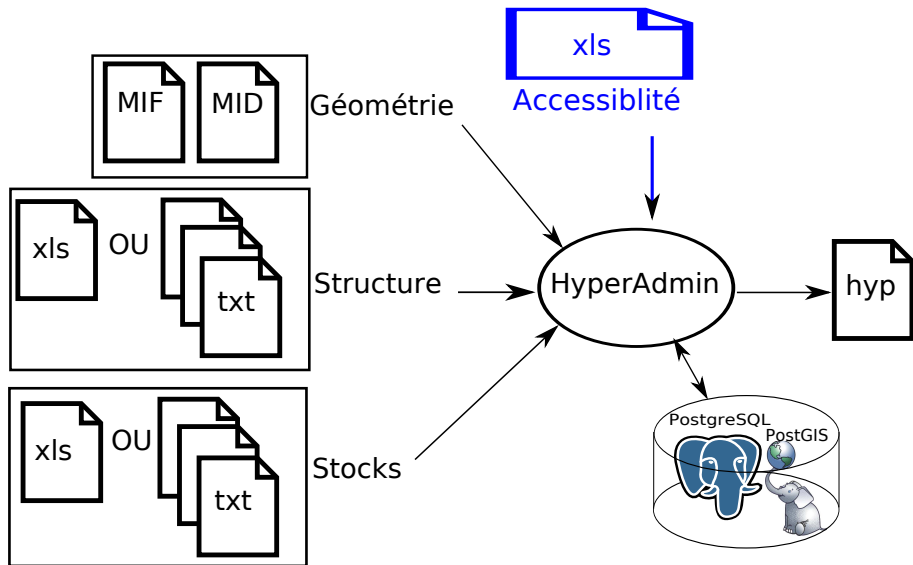 xls
Accessiblité
MIF
MID
Géométrie
xls
OU
txt
Structure
HyperAdmin
hyp
xls
OU
txt
Stocks
PostgreSQL
PostGIS